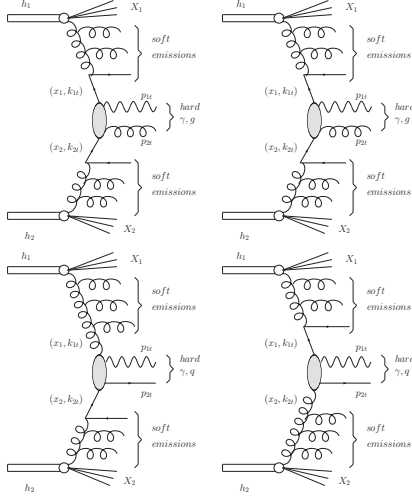 h₁
X₁
soft
emissions
(x₁, k₁ₜ)
p₁ₜ
hard
γ, g
(x₂, k₂ₜ)
p₂ₜ
soft
emissions
X₂
h₂
h₁
X₁
soft
emissions
(x₁, k₁ₜ)
p₁ₜ
hard
γ, g
(x₂, k₂ₜ)
p₂ₜ
soft
emissions
X₂
h₂
h₁
X₁
soft
emissions
(x₁, k₁ₜ)
p₁ₜ
hard
γ, q
(x₂, k₂ₜ)
p₂ₜ
soft
emissions
X₂
h₂
h₁
X₁
soft
emissions
(x₁, k₁ₜ)
p₁ₜ
hard
γ, q
(x₂, k₂ₜ)
p₂ₜ
soft
emissions
X₂
h₂